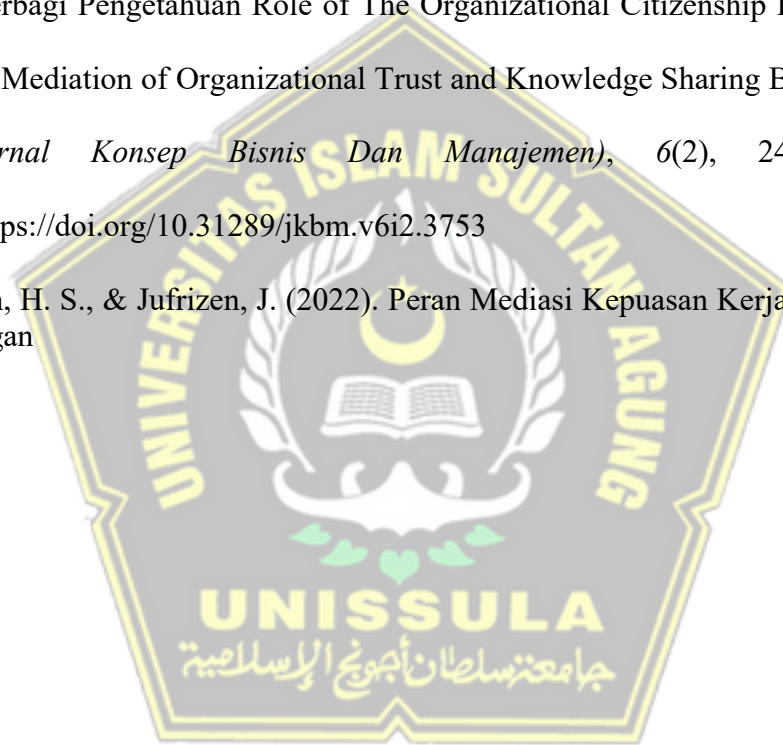 erbagi Pengetahuan Role of The Organizational Citizenship
Mediation of Organizational Trust and Knowledge Sharing
rnal Konsep Bisnis Dan Manajemen), 6(2), 24
ps://doi.org/10.31289/jkbm.v6i2.3753
, H. S., & Jufrizen, J. (2022). Peran Mediasi Kepuasan Kerja
gan
UNIVERSITAS ISLAM SULTAN AGUNG
UNISSULA
جامعتنسلطان أجونج الإسلامية